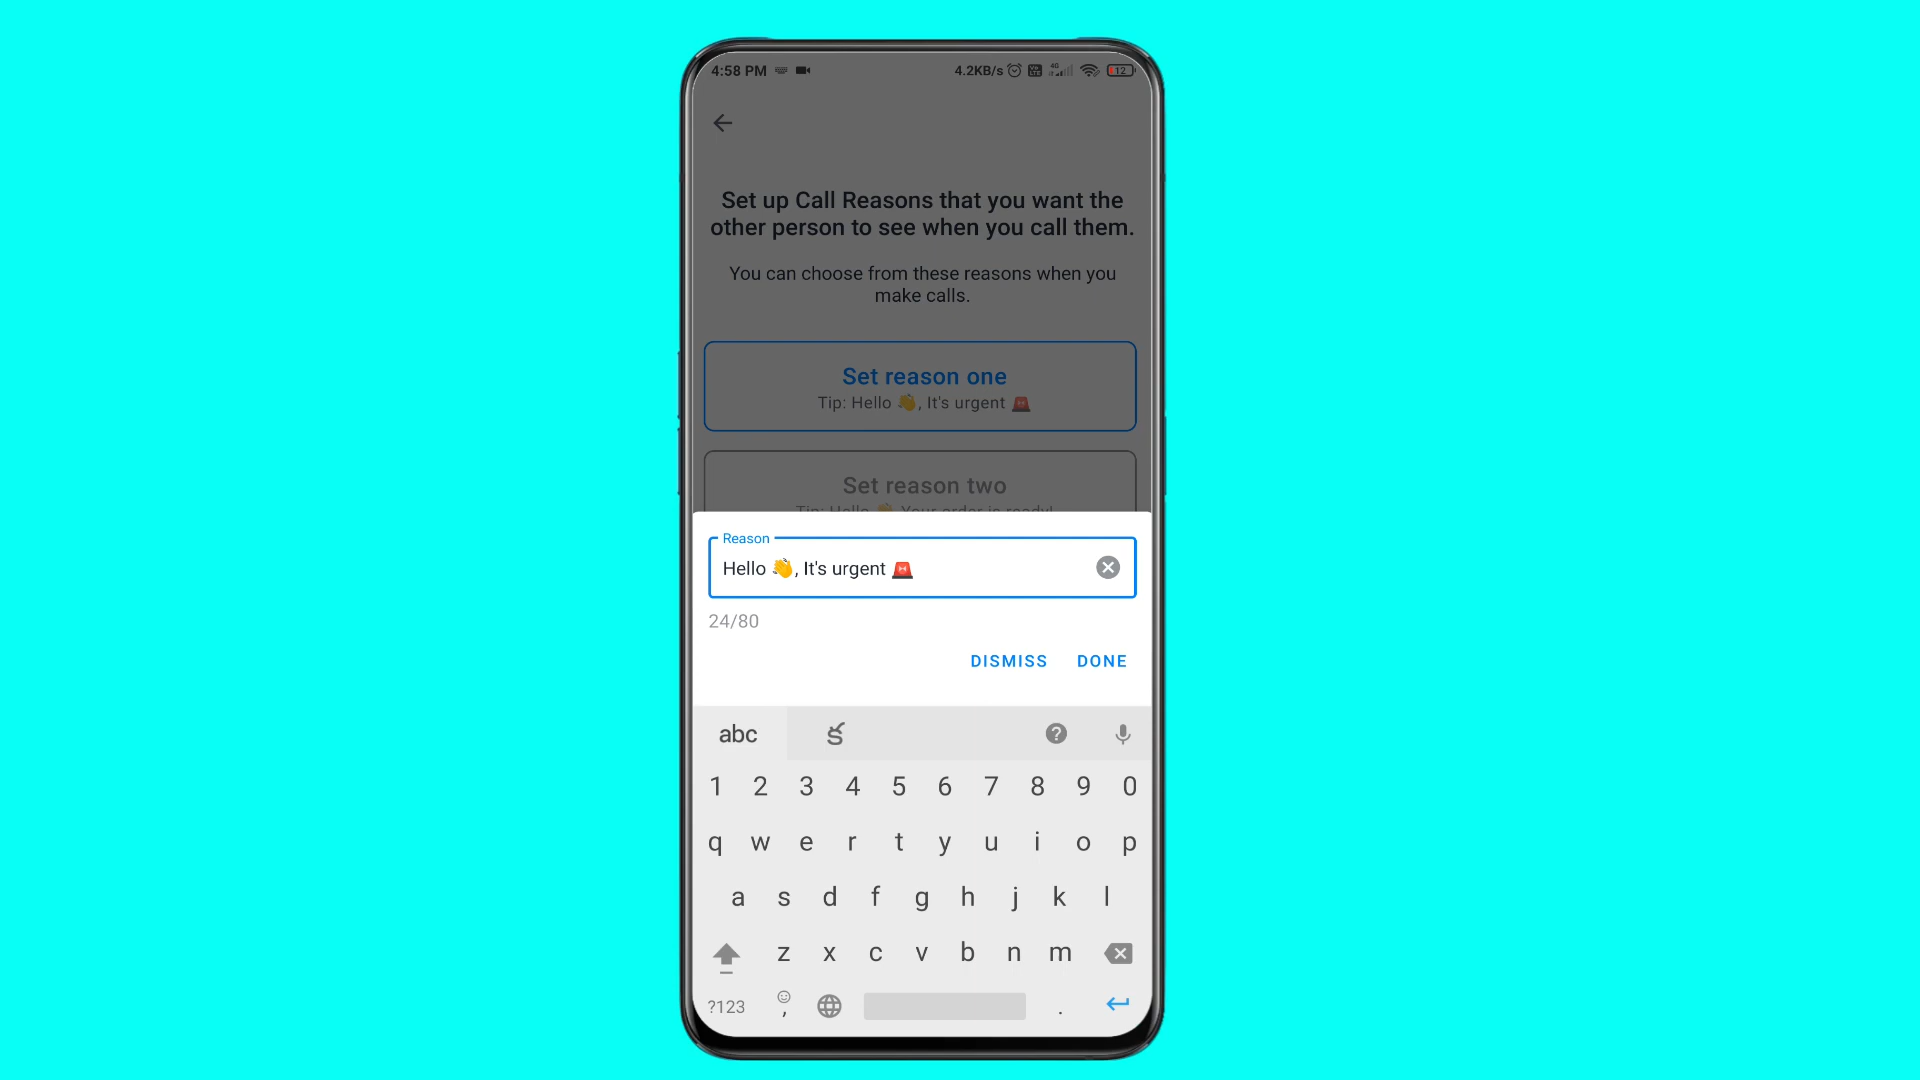 4:58 PM 4.2KB/s 4G 12
Set up Call Reasons that you want the
other person to see when you call them.
You can choose from these reasons when you
make calls.
Set reason one
Tip: Hello 👋, It's urgent 🚨
Set reason two
Tip: Hello 👋 Your order is ready!
Reason
Hello 👋, It's urgent 🚨
24/80
DISMISS DONE
abc
1 2 3 4 5 6 7 8 9 0
q w e r t y u i o p
a s d f g h j k l
z x c v b n m
?123 , .